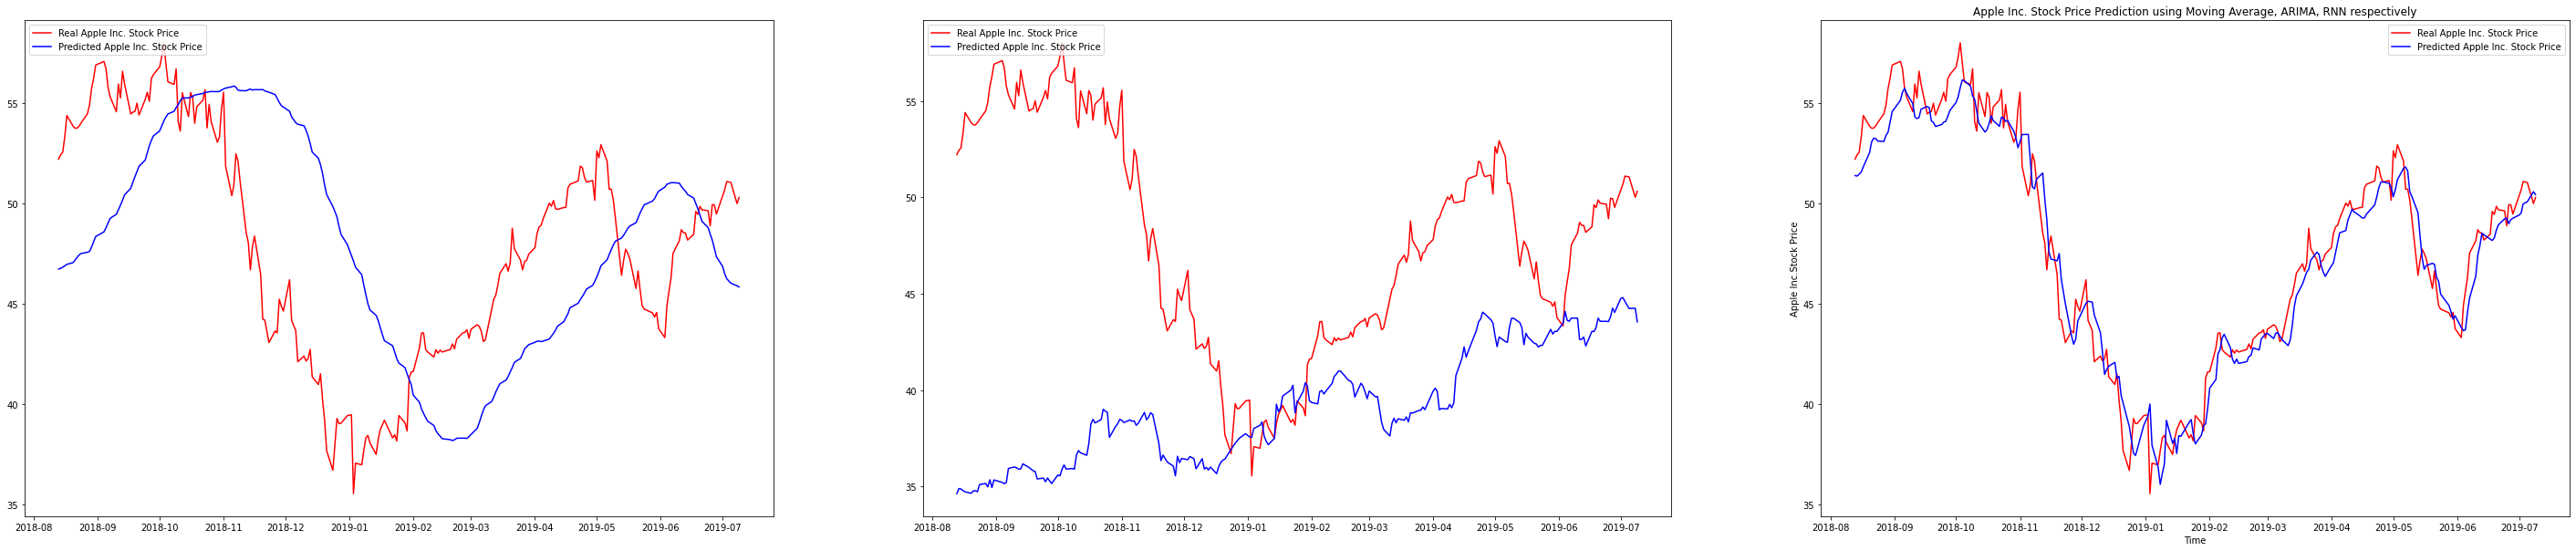 Real Apple Inc. Stock Price
Predicted Apple Inc. Stock Price
55
50
45
40
35
2018-08 2018-09 2018-10 2018-11 2018-12 2019-01 2019-02 2019-03 2019-04 2019-05 2019-06 2019-07
Real Apple Inc. Stock Price
Predicted Apple Inc. Stock Price
55
50
45
40
35
2018-08 2018-09 2018-10 2018-11 2018-12 2019-01 2019-02 2019-03 2019-04 2019-05 2019-06 2019-07
Apple Inc. Stock Price Prediction using Moving Average, ARIMA, RNN respectively
Real Apple Inc. Stock Price
Predicted Apple Inc. Stock Price
Apple Inc.Stock Price
55
50
45
40
35
2018-08 2018-09 2018-10 2018-11 2018-12 2019-01 2019-02 2019-03 2019-04 2019-05 2019-06 2019-07
Time